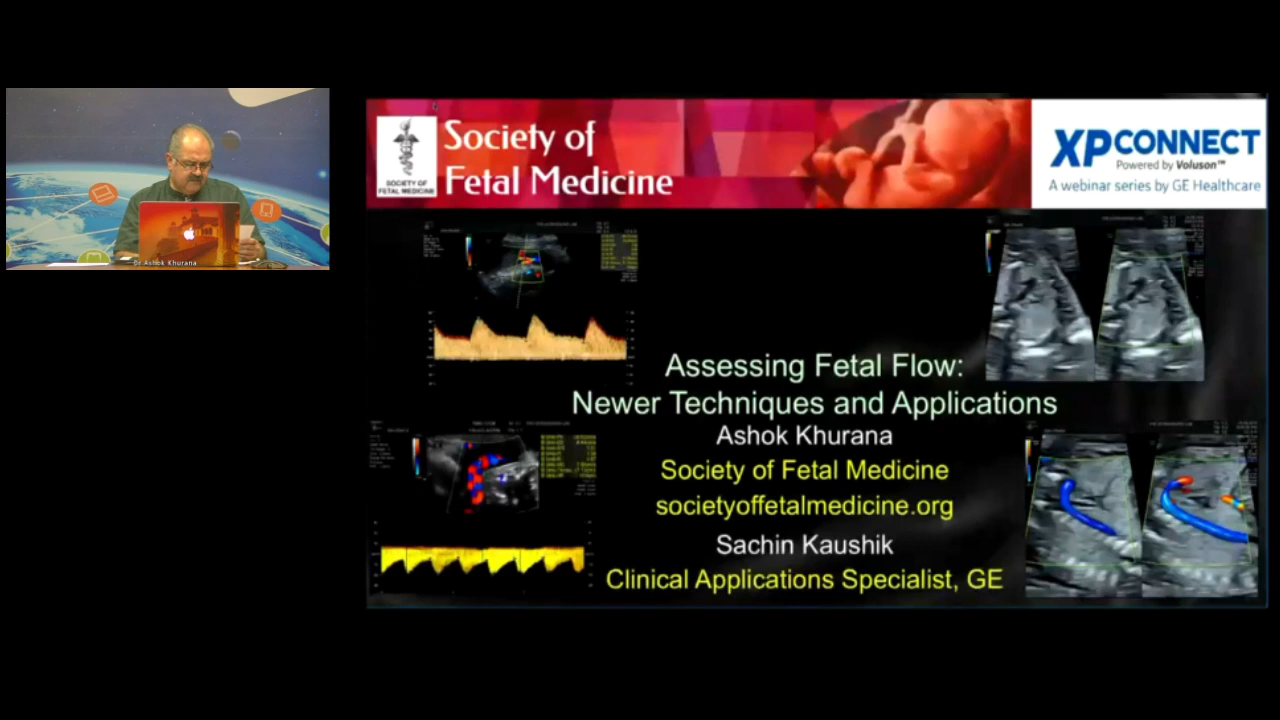 Dr Ashok Khurana
SOCIETY OF
FETAL MEDICINE
Society of
Fetal Medicine
XPCONNECT
Powered by Voluson™
A webinar series by GE Healthcare
Assessing Fetal Flow:
Newer Techniques and Applications
Ashok Khurana
Society of Fetal Medicine
societyoffetalmedicine.org
Sachin Kaushik
Clinical Applications Specialist, GE